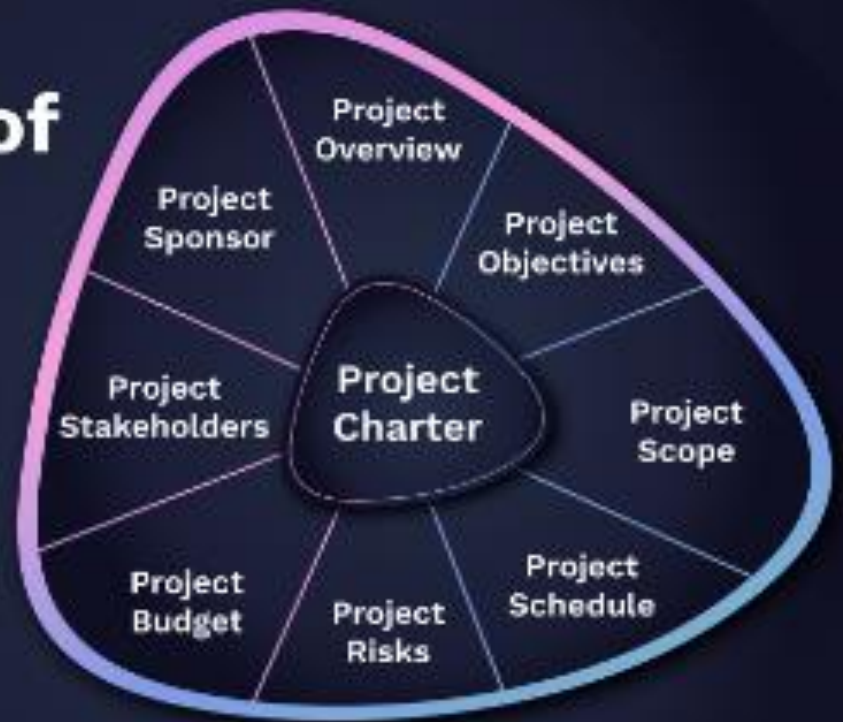 of
Project
Overview
Project
Sponsor
Project
Objectives
Project
Stakeholders
Project
Charter
Project
Scope
Project
Budget
Project
Risks
Project
Schedule